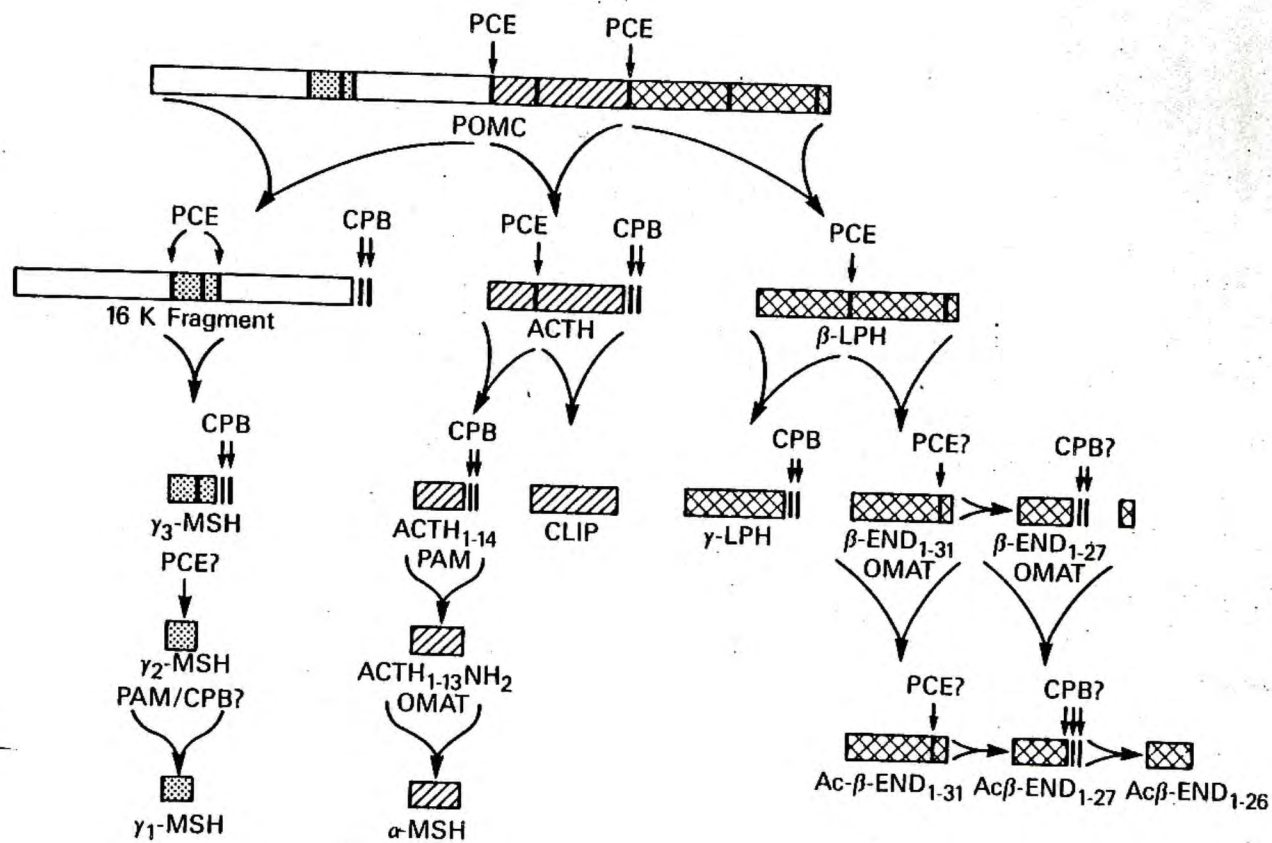 PCE PCE
POMC
PCE CPB PCE CPB PCE
16 K Fragment ACTH β-LPH
CPB CPB CPB PCE? CPB?
γ3-MSH ACTH1-14 CLIP γ-LPH β-END1-31 β-END1-27
PCE? PAM OMAT OMAT
γ2-MSH ACTH1-13NH2
PAM/CPB? OMAT PCE? CPB?
Ac-β-END1-31 Acβ-END1-27 Acβ-END1-26
γ1-MSH α-MSH